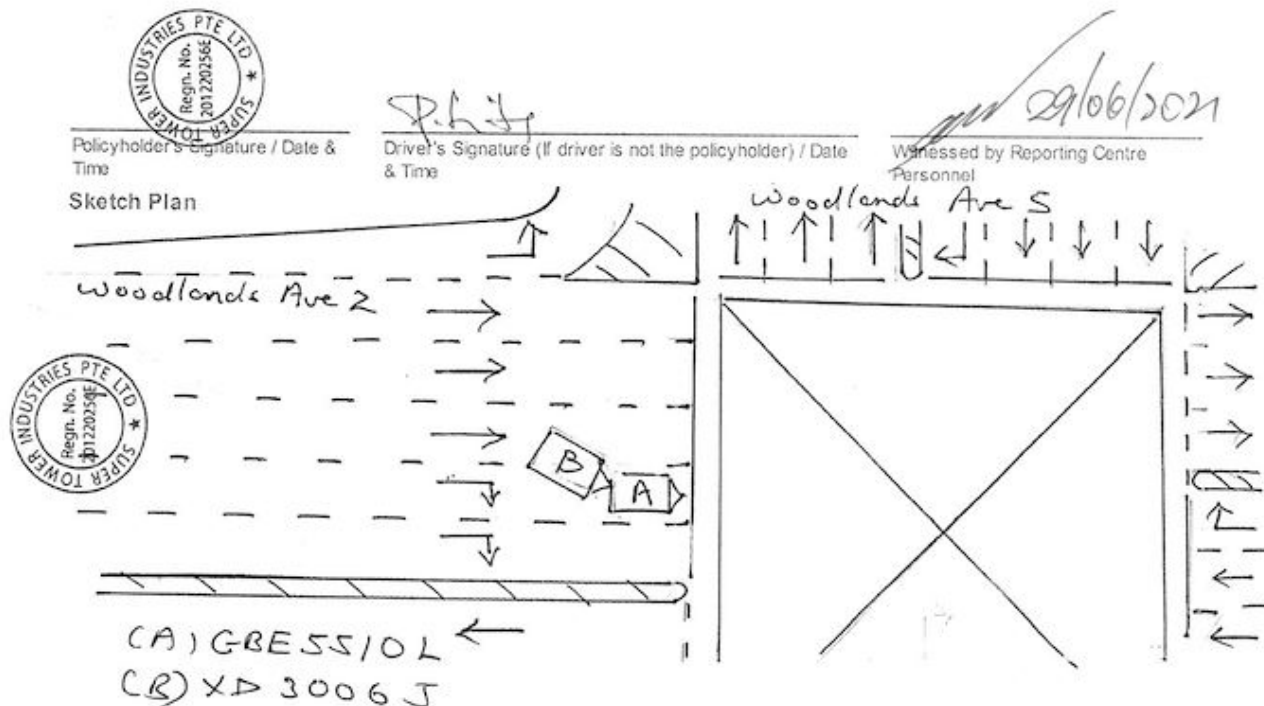 SUPER TOWER INDUSTRIES PTE LTD *
Regn. No.
201220256E
29/06/2021
Policyholder's Signature / Date &
Time
Driver's Signature (If driver is not the policyholder) / Date
& Time
Witnessed by Reporting Centre
Personnel
Sketch Plan
Woodlands Ave 5
Woodlands Ave 2
SUPER TOWER INDUSTRIES PTE LTD *
Regn. No.
201220256E
B
A
(A) GBE5510L
(B) XD 3006 J